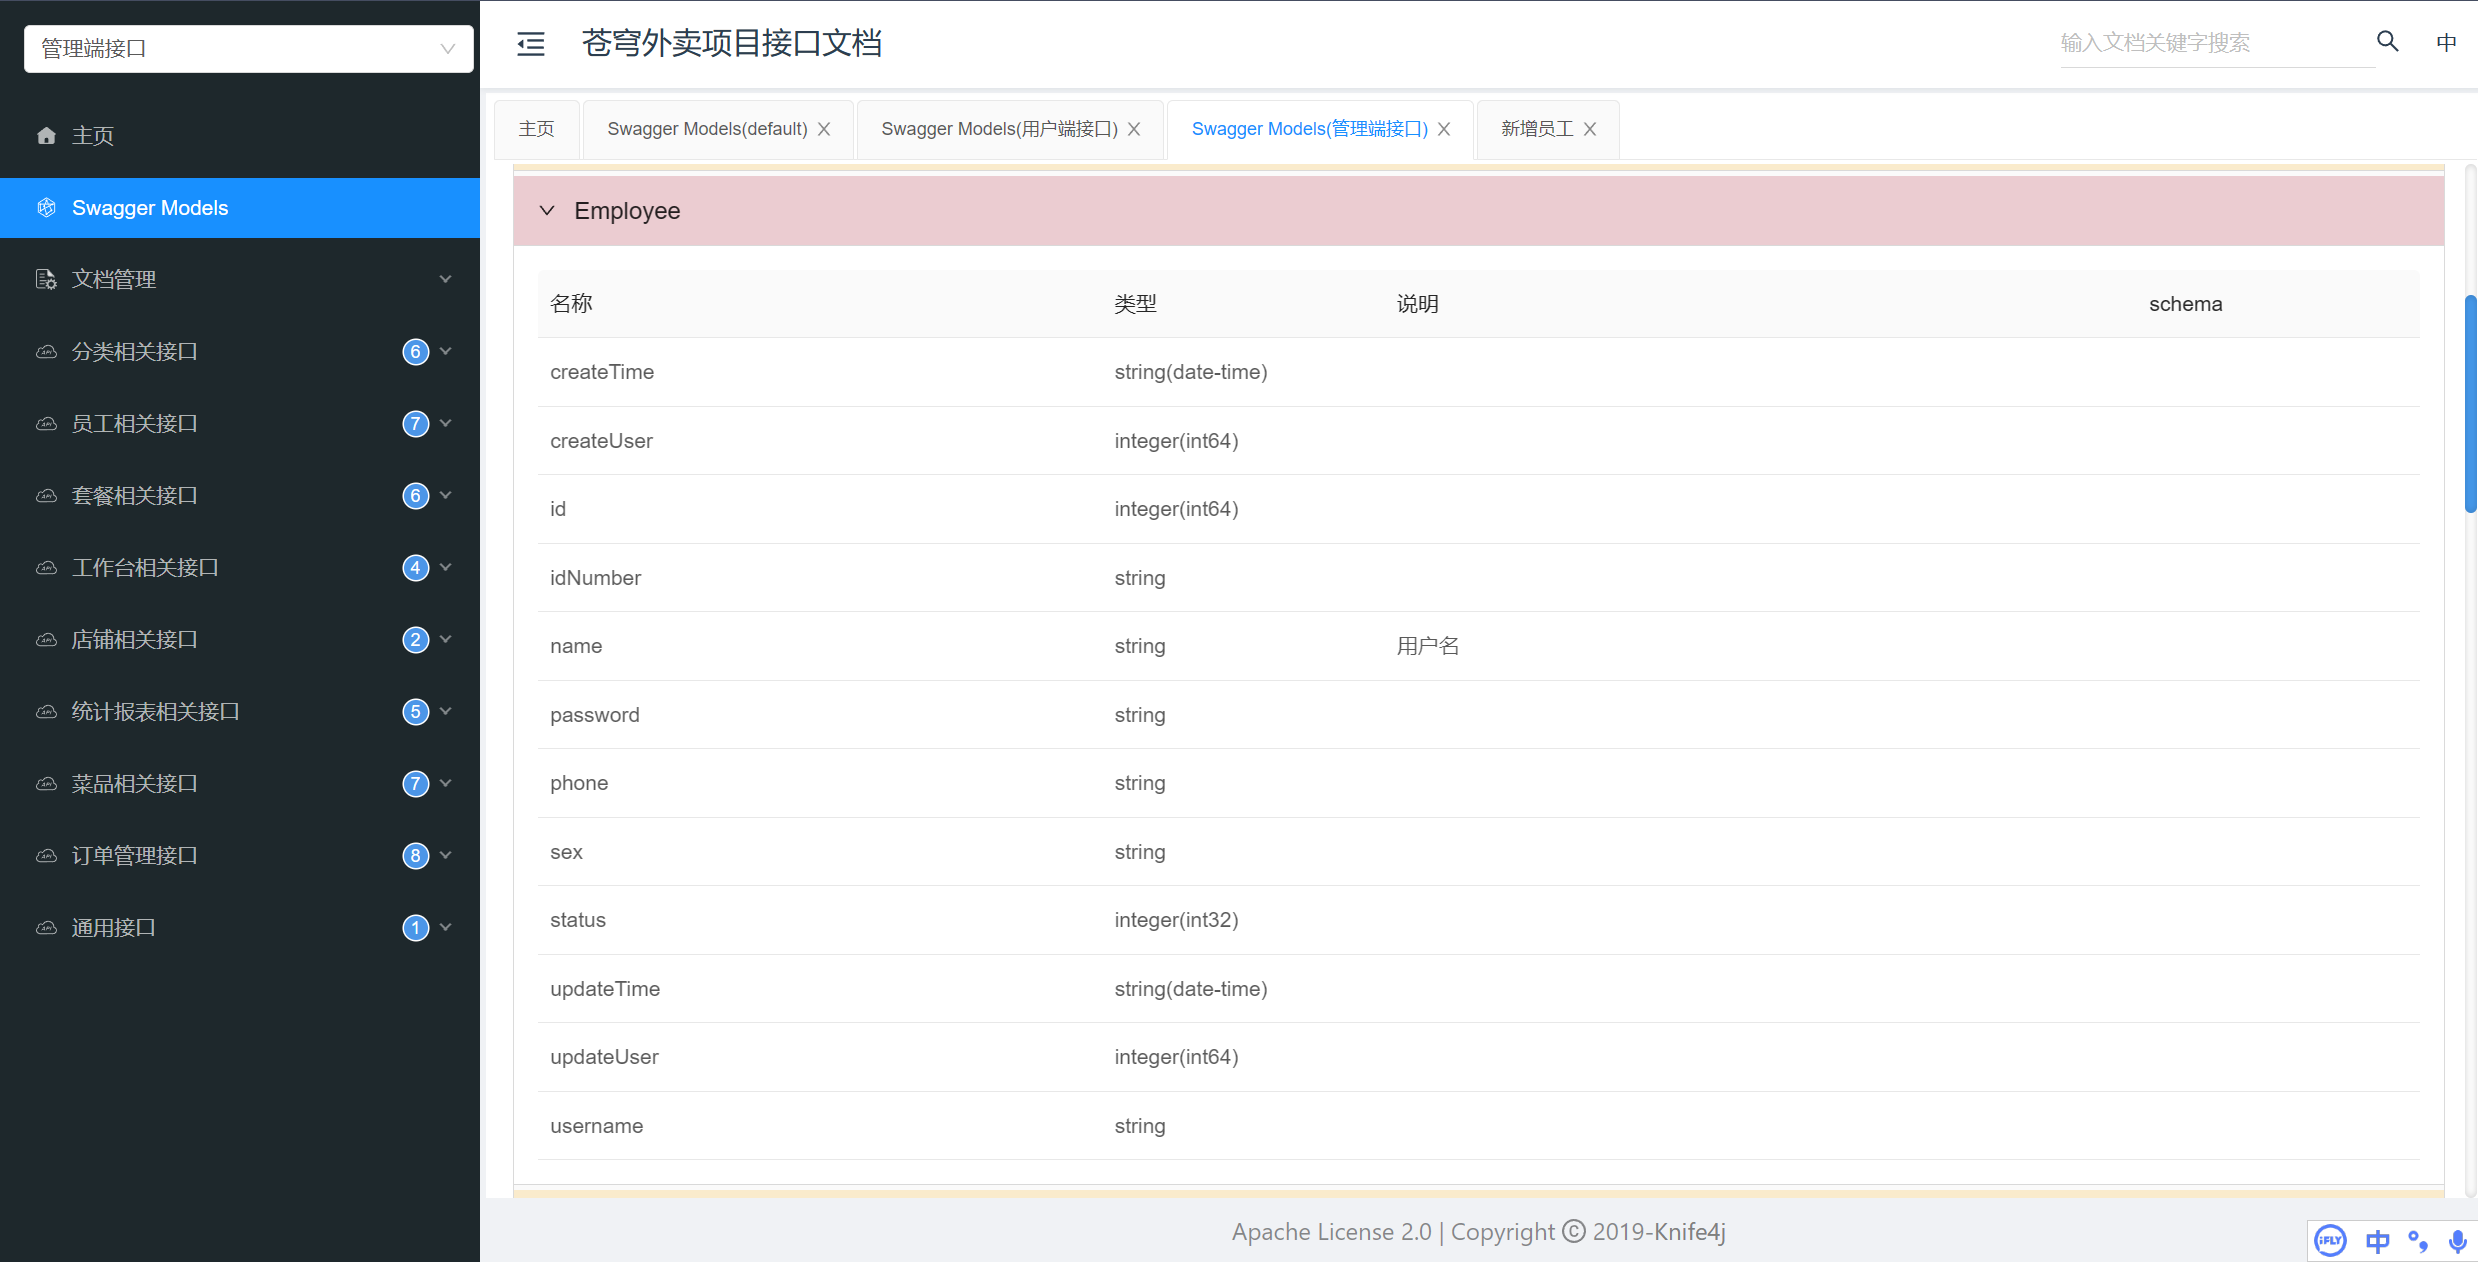 管理端接口
主页
Swagger Models
文档管理
分类相关接口 6
员工相关接口 7
套餐相关接口 6
工作台相关接口 4
店铺相关接口 2
统计报表相关接口 5
菜品相关接口 7
订单管理接口 8
通用接口 1
苍穹外卖项目接口文档
输入文档关键字搜索 中
主页 Swagger Models(default) Swagger Models(用户端接口) Swagger Models(管理端接口) 新增员工
Employee
名称 类型 说明 schema
createTime string(date-time)
createUser integer(int64)
id integer(int64)
idNumber string
name string 用户名
password string
phone string
sex string
status integer(int32)
updateTime string(date-time)
updateUser integer(int64)
username string
Apache License 2.0 | Copyright © 2019-Knife4j
iFLY 中